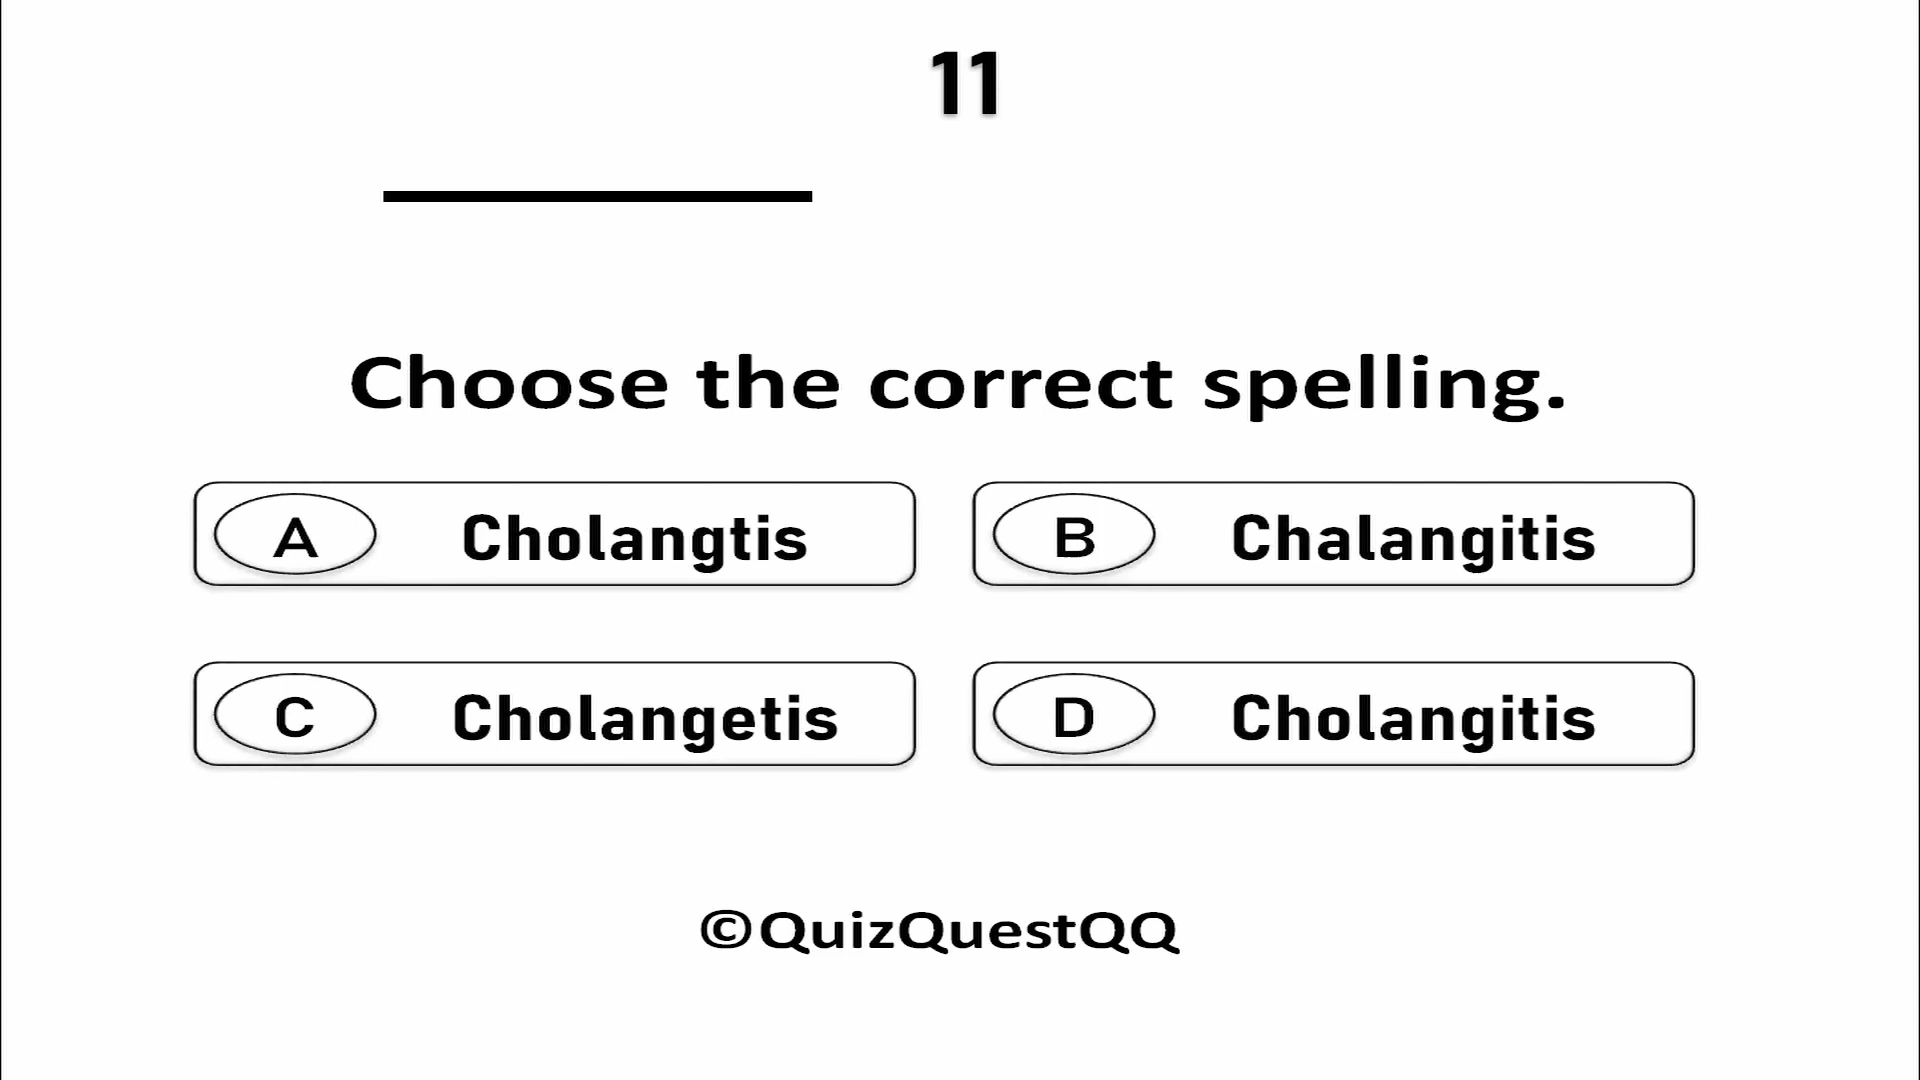 11
Choose the correct spelling.
A Cholangtis
B Chalangitis
C Cholangetis
D Cholangitis
©QuizQuestQQ